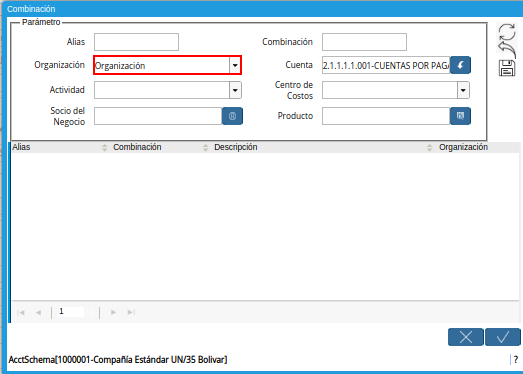 Combinación
Parámetro
Alias
Combinación
Organización
Organización
Cuenta
2.1.1.1.1.001-CUENTAS POR PAG
Actividad
Centro de
Costos
Socio del
Negocio
Producto
Alias
Combinación
Descripción
Organización
1
AcctSchema[1000001-Compañía Estándar UN/35 Bolivar]
?